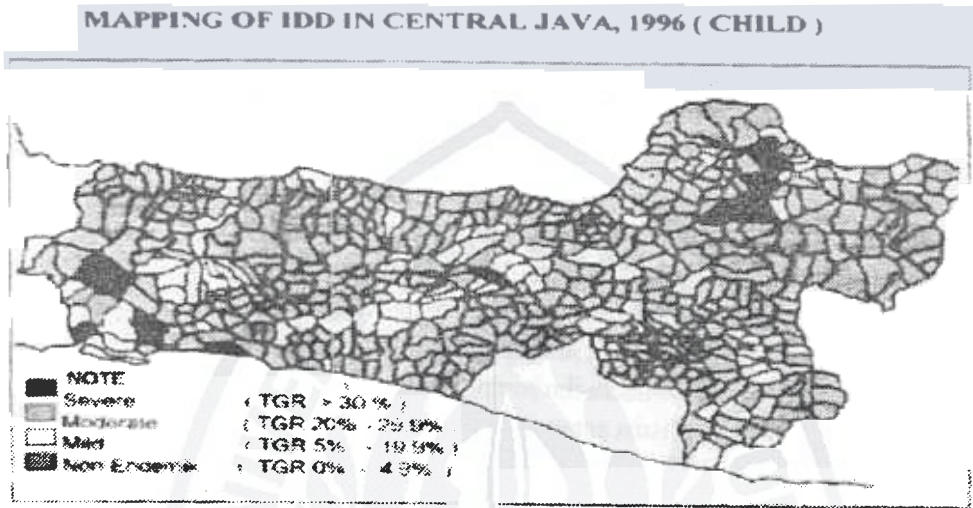 MAPPING OF IDD IN CENTRAL JAVA, 1996 ( CHILD )
NOTE
Severe ( TGR > 30 % )
Moderate ( TGR 20% - 29.9%
Mild ( TGR 5% - 19.9% )
Non Endemik ( TGR 0% - 4.9% )